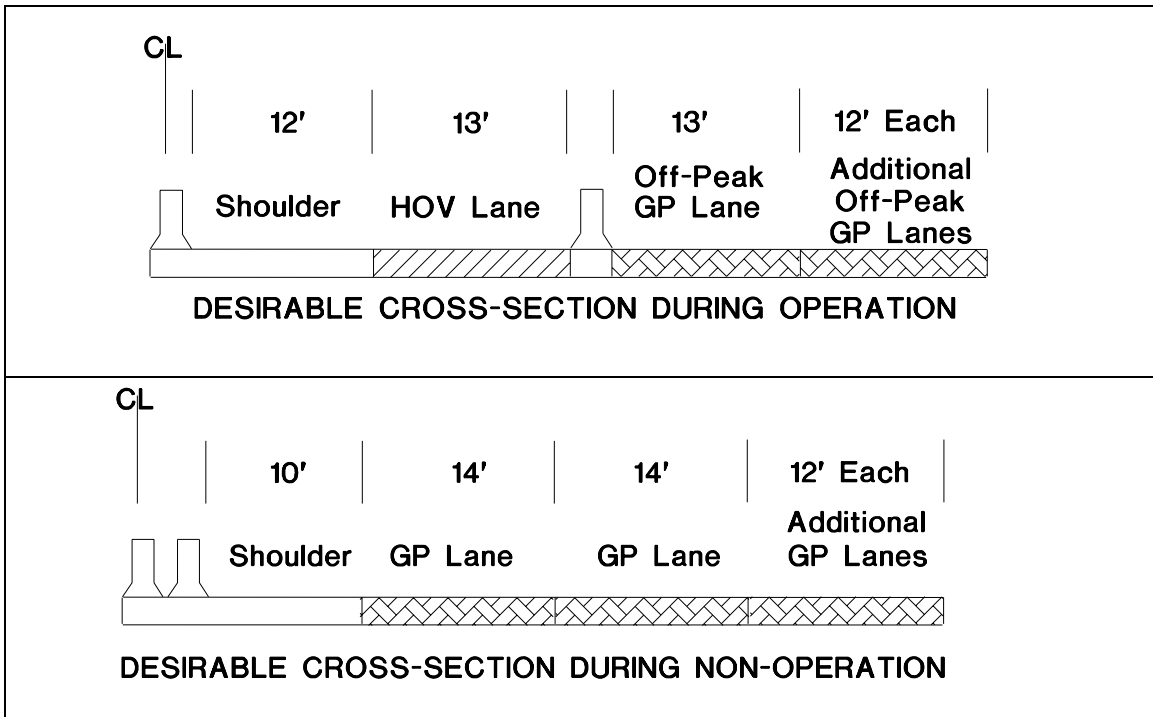 CL
12' 13' 13' 12' Each
Shoulder
HOV Lane
Off-Peak
GP Lane
Additional
Off-Peak
GP Lanes
DESIRABLE CROSS-SECTION DURING OPERATION
CL
10' 14' 14' 12' Each
Shoulder
GP Lane
GP Lane
Additional
GP Lanes
DESIRABLE CROSS-SECTION DURING NON-OPERATION